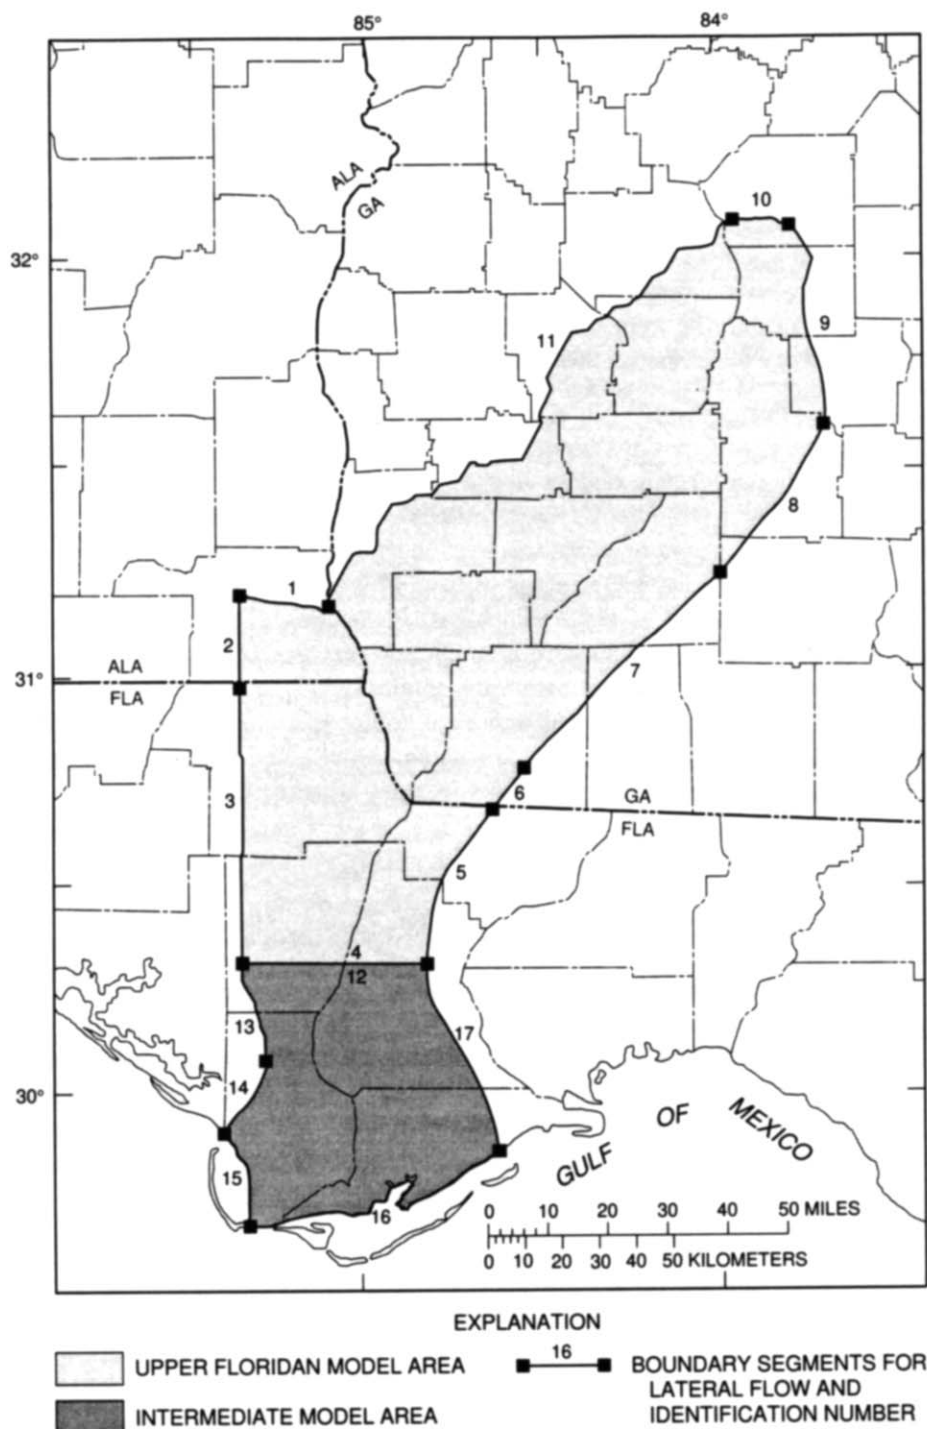 85°
84°
ALA
GA
10
32°
9
11
8
1
2
31°
ALA
FLA
7
3
6
GA
FLA
5
4
12
13
17
14
30°
GULF OF MEXICO
15
16
0 10 20 30 40 50 MILES
0 10 20 30 40 50 KILOMETERS
EXPLANATION
UPPER FLORIDAN MODEL AREA
16
BOUNDARY SEGMENTS FOR
LATERAL FLOW AND
IDENTIFICATION NUMBER
INTERMEDIATE MODEL AREA